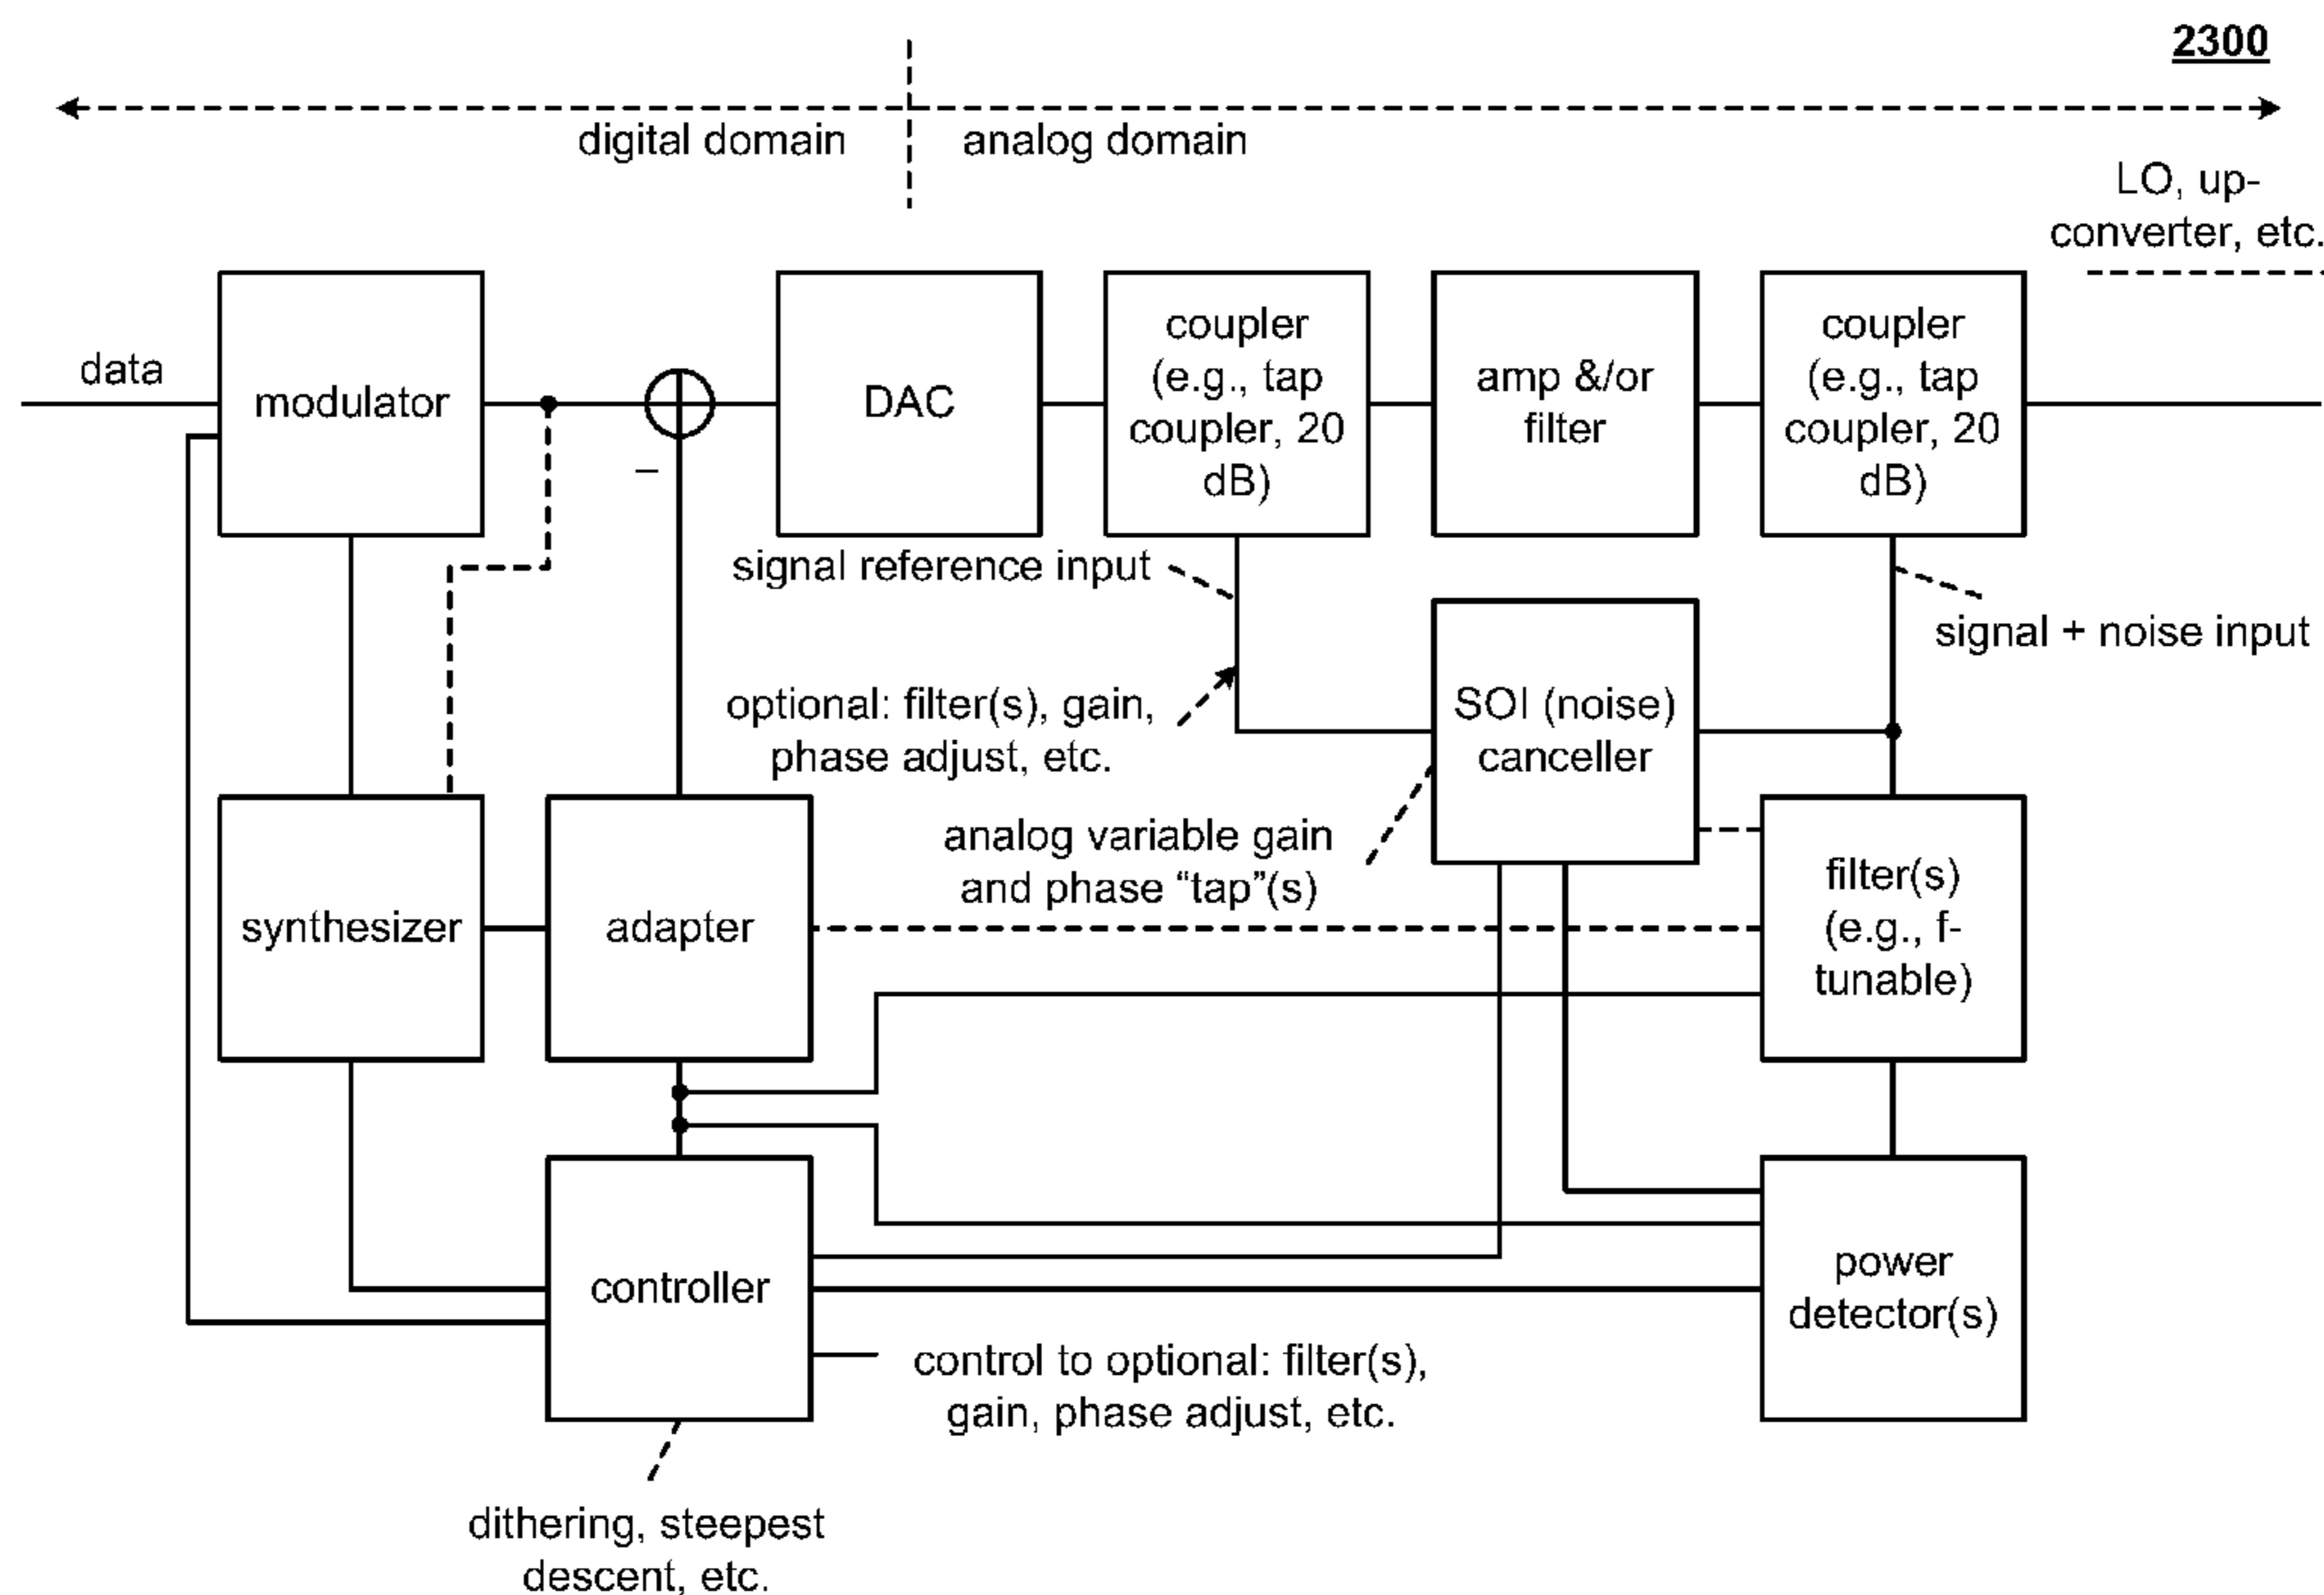 2300
digital domain
analog domain
LO, up-
converter, etc.
data
modulator
DAC
coupler
(e.g., tap
coupler, 20
dB)
amp &/or
filter
coupler
(e.g., tap
coupler, 20
dB)
–
signal reference input
signal + noise input
optional: filter(s), gain,
phase adjust, etc.
SOI (noise)
canceller
analog variable gain
and phase “tap”(s)
synthesizer
adapter
filter(s)
(e.g., f-
tunable)
controller
power
detector(s)
control to optional: filter(s),
gain, phase adjust, etc.
dithering, steepest
descent, etc.